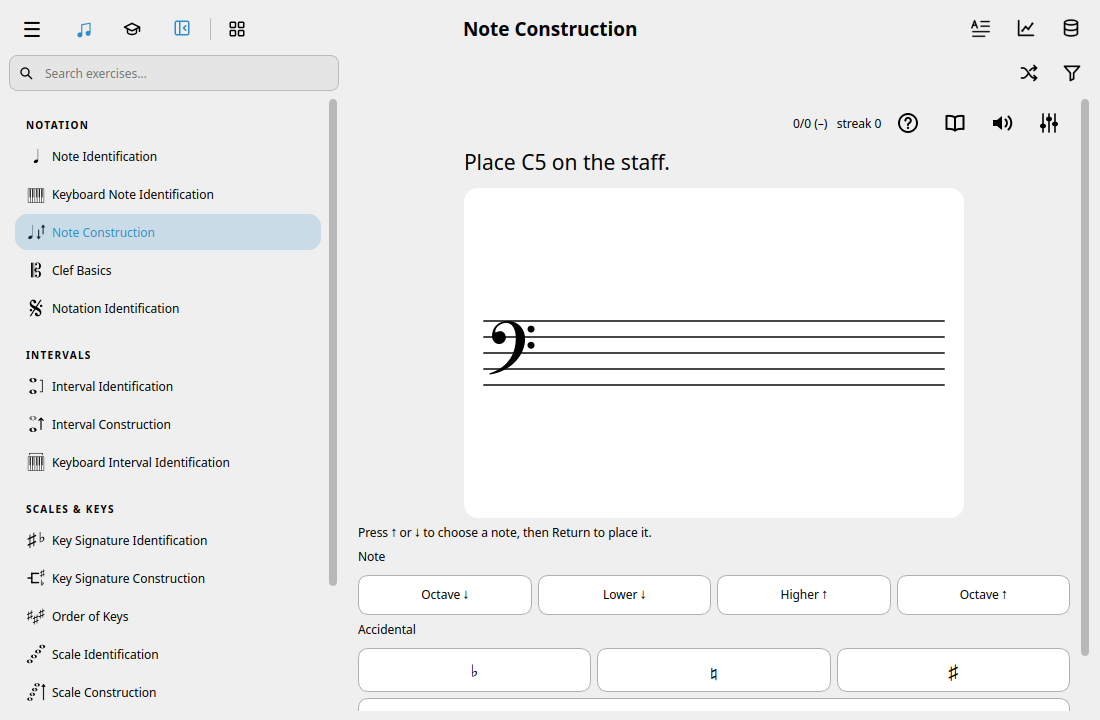 Note Construction
Search exercises...
0/0 (–) streak 0
NOTATION
Note Identification
Keyboard Note Identification
Note Construction
Clef Basics
Notation Identification
INTERVALS
Interval Identification
Interval Construction
Keyboard Interval Identification
SCALES & KEYS
Key Signature Identification
Key Signature Construction
Order of Keys
Scale Identification
Scale Construction
Place C5 on the staff.
Press ↑ or ↓ to choose a note, then Return to place it.
Note
Octave ↓
Lower ↓
Higher ↑
Octave ↑
Accidental
♭
♮
♯